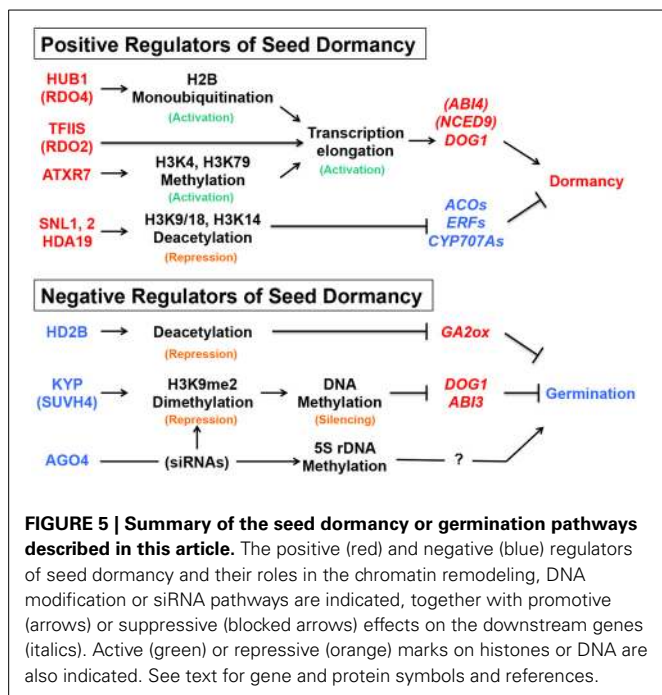 Positive Regulators of Seed Dormancy
HUB1
(RDO4)
H2B
Monoubiquitination
(Activation)
TFIIS
(RDO2)
Transcription
elongation
(Activation)
(ABI4)
(NCED9)
DOG1
ATXR7
H3K4, H3K79
Methylation
(Activation)
Dormancy
SNL1, 2
HDA19
H3K9/18, H3K14
Deacetylation
(Repression)
ACOs
ERFs
CYP707As
Negative Regulators of Seed Dormancy
HD2B
Deacetylation
(Repression)
GA2ox
KYP
(SUVH4)
H3K9me2
Dimethylation
(Repression)
DNA
Methylation
(Silencing)
DOG1
ABI3
Germination
AGO4
(siRNAs)
5S rDNA
Methylation
?
FIGURE 5 | Summary of the seed dormancy or germination pathways
described in this article. The positive (red) and negative (blue) regulators
of seed dormancy and their roles in the chromatin remodeling, DNA
modification or siRNA pathways are indicated, together with promotive
(arrows) or suppressive (blocked arrows) effects on the downstream genes
(italics). Active (green) or repressive (orange) marks on histones or DNA are
also indicated. See text for gene and protein symbols and references.